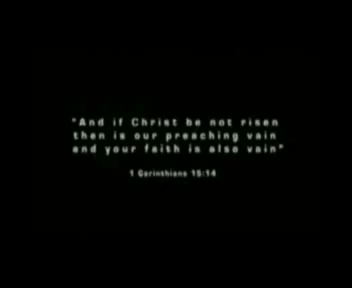 "And if Christ be not risen
then is our preaching vain
and your faith is also vain"
1 Corinthians 15:14